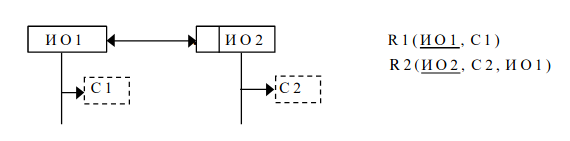 ИО1
ИО2
С1
С2
R1(ИО1, С1)
R2(ИО2, С2, ИО1)